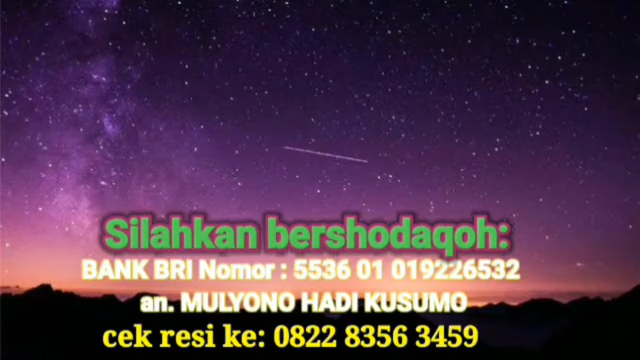 Silahkan bershodaqoh:
BANK BRI Nomor : 5536 01 019226532
an. MULYONO HADI KUSUMO
cek resi ke: 0822 8356 3459